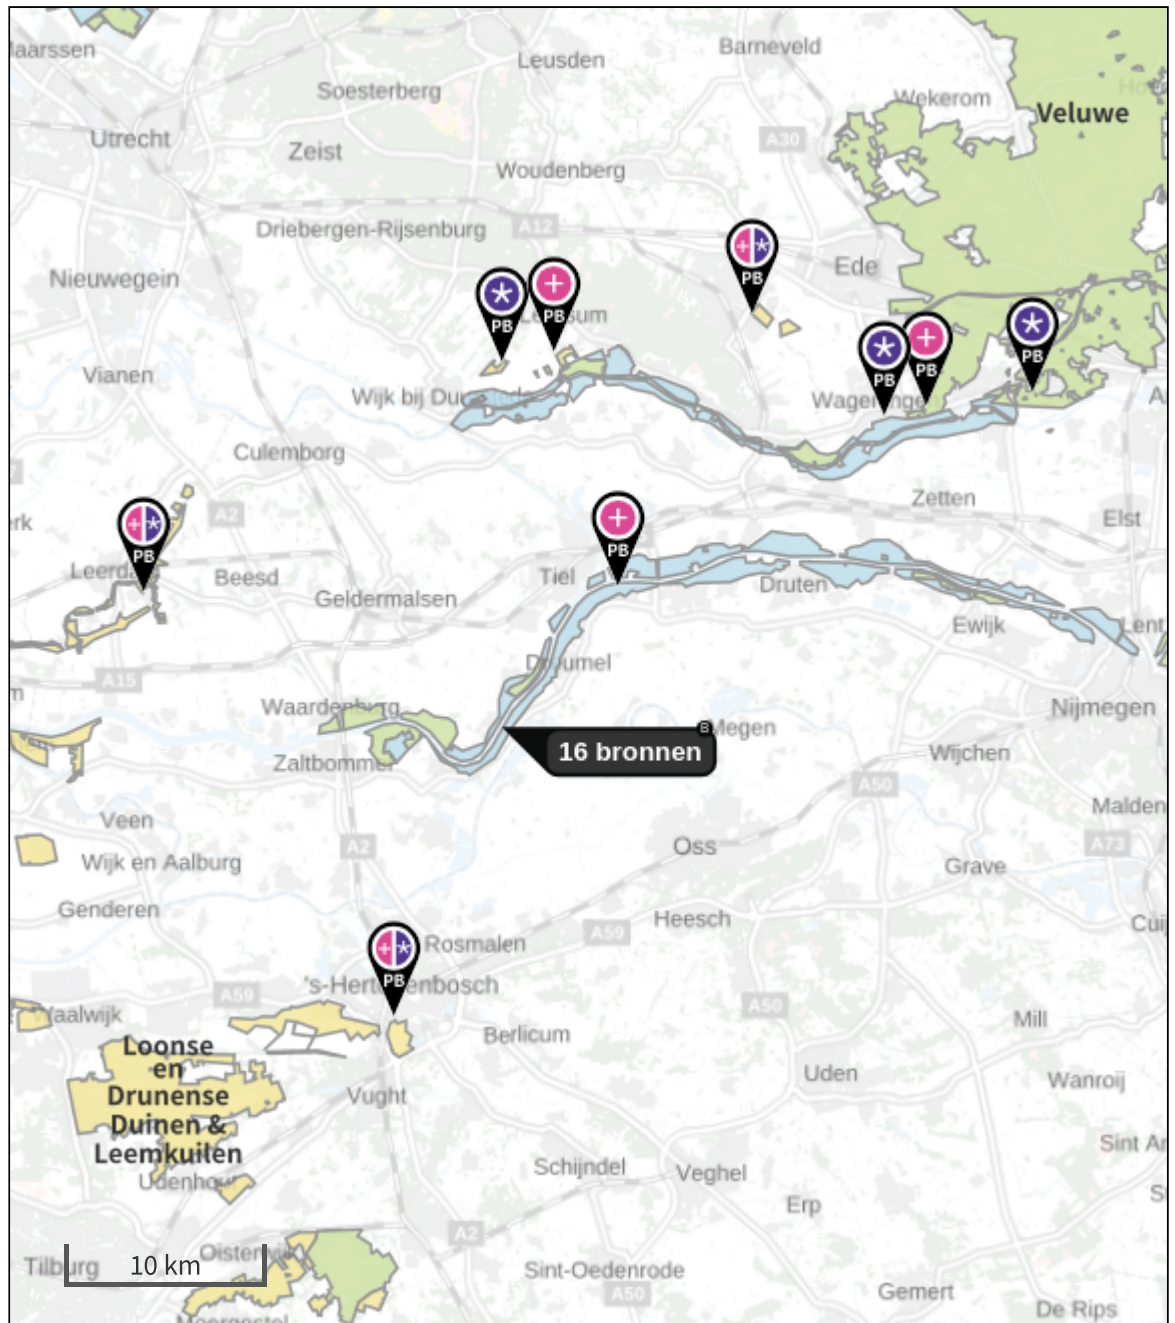 Maarssen
Leusden
Barneveld
Soesterberg
Wekerom
Veluwe
Utrecht
Zeist
A30
Woudenberg
Driebergen-Rijsenburg
A12
Ede
Nieuwegein
PB
PB
PB
PB
PB
PB
Vianen
Wijk bij Duurstede
Wageningen
Culemborg
Zetten
A2
Elst
PB
PB
Leerdam
Beesd
Tiel
Druten
Geldermalsen
Ewijk
Lent
Dreumel
A15
Waardenburg
Nijmegen
Megen
B
16 bronnen
Zaltbommel
Wijchen
A50
Malden
Veen
A2
Oss
A73
Wijk en Aalburg
Grave
Genderen
Heesch
A59
Rosmalen
PB
's-Hertogenbosch
A59
A50
Waalwijk
Mill
Berlicum
Loonse
en
Drunense
Duinen &
Leemkuilen
Uden
Wanroij
Vught
Schijndel
Veghel
Udenhout
Erp
A2
Tilburg
10 km
Oisterwijk
Sint-Oedenrode
A50
Gemert
De Rips
Moergestel